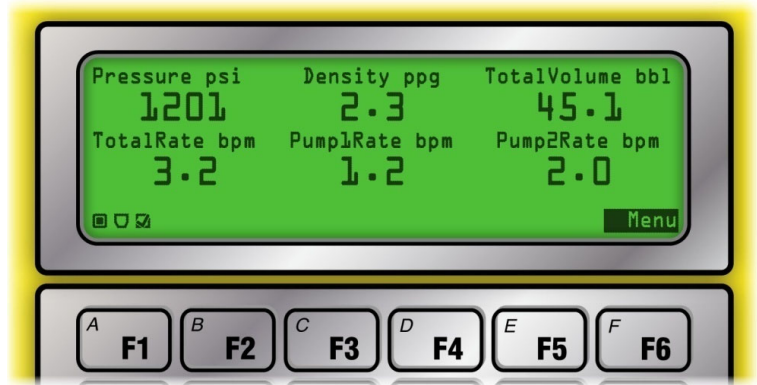 Pressure psi Density ppg TotalVolume bbl
1201 2.3 45.1
TotalRate bpm Pump1Rate bpm Pump2Rate bpm
3.2 1.2 2.0
Menu
A F1 B F2 C F3 D F4 E F5 F F6